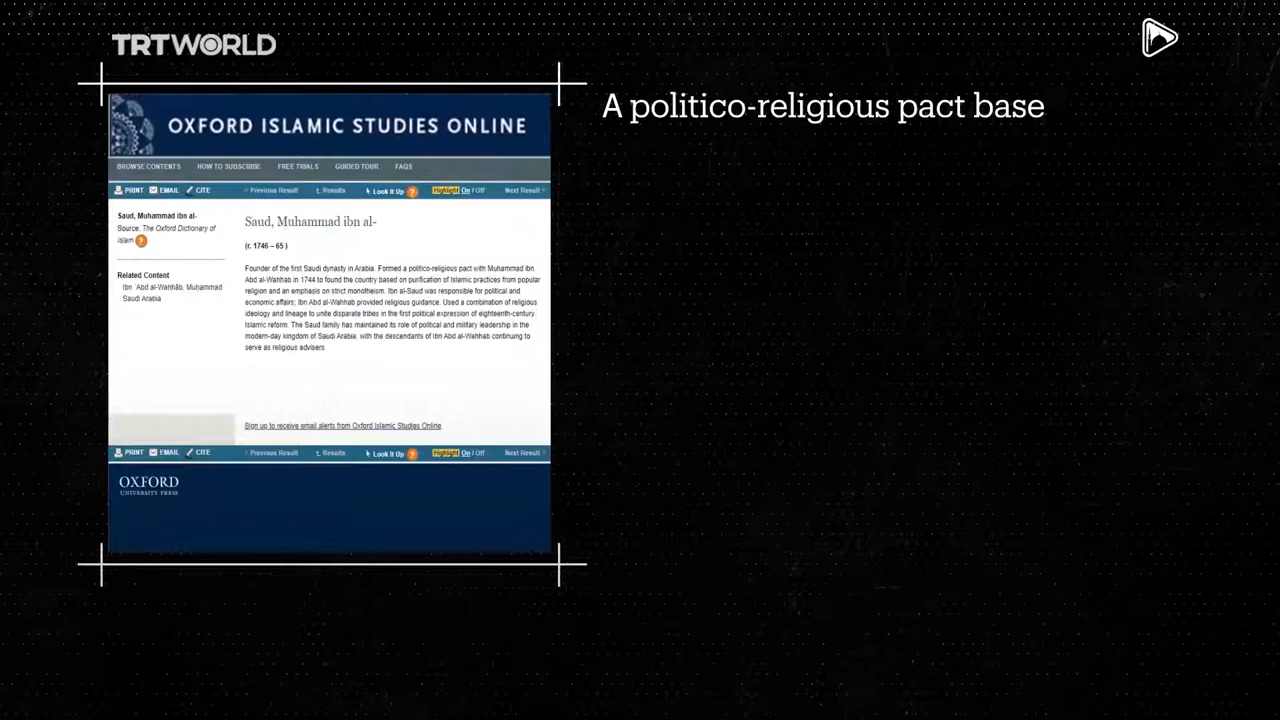 TRTWORLD
A politico-religious pact base
OXFORD ISLAMIC STUDIES ONLINE
BROWSE CONTENTS HOW TO SUBSCRIBE FREE TRIALS GUIDED TOUR FAQS
PRINT EMAIL CITE Previous Result Results Look It Up ? Highlight On / Off Next Result
Saud, Muhammad ibn al-
Source: The Oxford Dictionary of
Islam ?
Related Content
Ibn ʿAbd al-Wahhāb, Muhammad
Saudi Arabia
Saud, Muhammad ibn al-
(r. 1746 – 65 )
Founder of the first Saudi dynasty in Arabia. Formed a politico-religious pact with Muhammad Ibn
Abd al-Wahhab in 1744 to found the country based on purification of Islamic practices from popular
religion and an emphasis on strict monotheism. Ibn al-Saud was responsible for political and
economic affairs; Ibn Abd al-Wahhab provided religious guidance. Used a combination of religious
ideology and lineage to unite disparate tribes in the first political expression of eighteenth-century
Islamic reform. The Saud family has maintained its role of political and military leadership in the
modern-day kingdom of Saudi Arabia, with the descendants of Ibn Abd al-Wahhab continuing to
serve as religious advisers
Sign up to receive email alerts from Oxford Islamic Studies Online
PRINT EMAIL CITE Previous Result Results Look It Up ? Highlight On / Off Next Result
OXFORD
UNIVERSITY PRESS